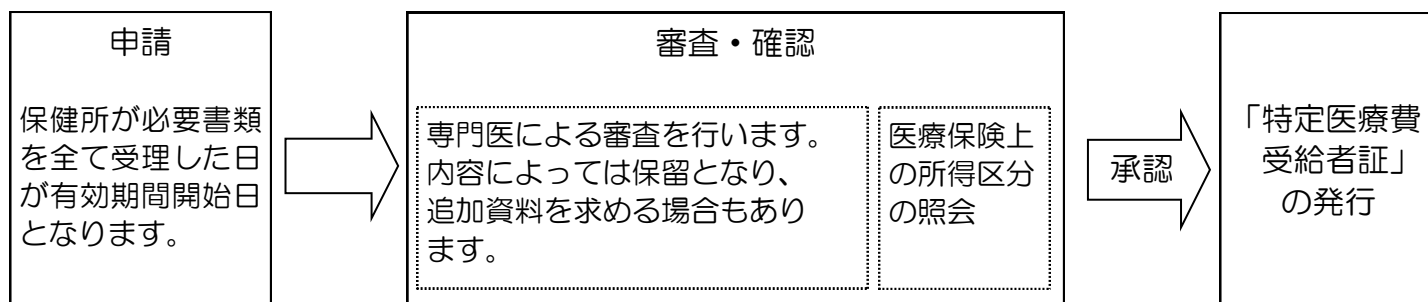 申請
保健所が必要書類
を全て受理した日
が有効期間開始日
となります。
審査・確認
専門医による審査を行います。
内容によっては保留となり、
追加資料を求める場合もあり
ます。
医療保険上
の所得区分
の照会
承認
「特定医療費
受給者証」
の発行